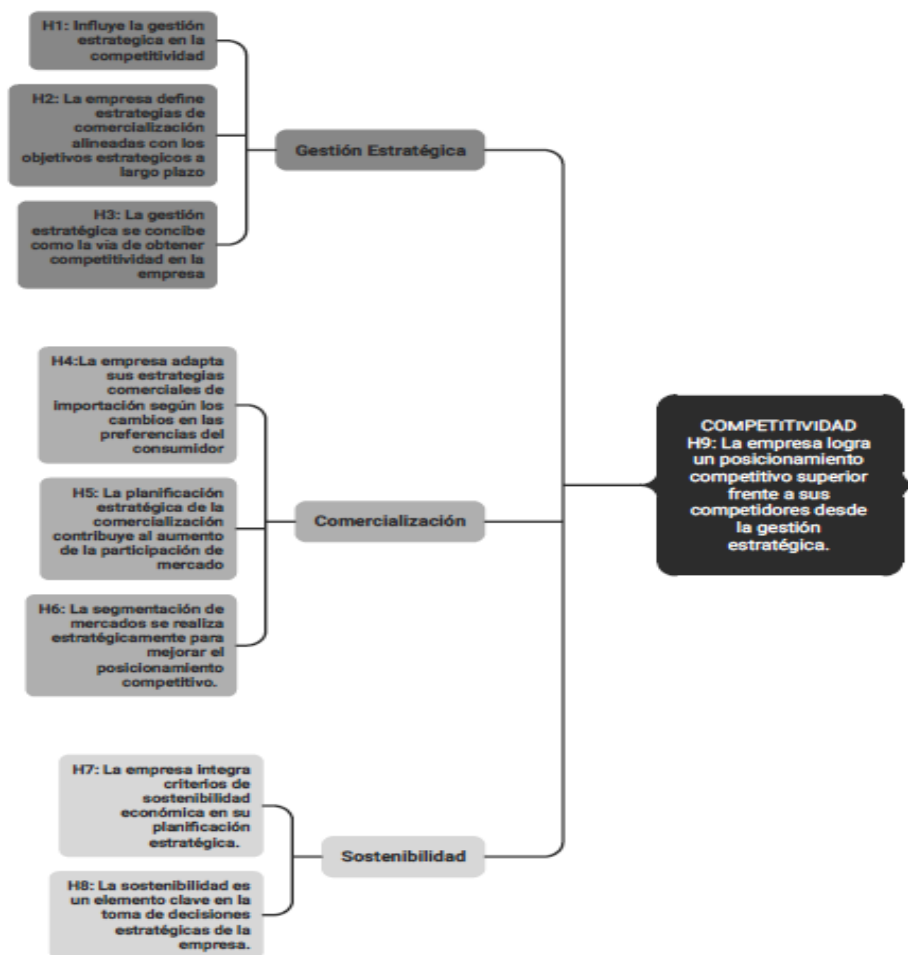 H1: Influye la gestión
estrategica en la
competitividad
H2: La empresa define
estrategias de
comercialización
alineadas con los
objetivos estrategicos a
largo plazo
Gestión Estratégica
H3: La gestión
estratégica se concibe
como la vía de obtener
competitividad en la
empresa
H4:La empresa adapta
sus estrategias
comerciales de
importación según los
cambios en las
preferencias del
consumidor
H5: La planificación
estratégica de la
comercialización
contribuye al aumento
de la participación de
mercado
Comercialización
H6: La segmentación de
mercados se realiza
estratégicamente para
mejorar el
posicionamiento
competitivo.
H7: La empresa integra
criterios de
sostenibilidad
económica en su
planificación
estratégica.
Sostenibilidad
H8: La sostenibilidad es
un elemento clave en la
toma de decisiones
estratégicas de la
empresa.
COMPETITIVIDAD
H9: La empresa logra
un posicionamiento
competitivo superior
frente a sus
competidores desde
la gestión
estratégica.